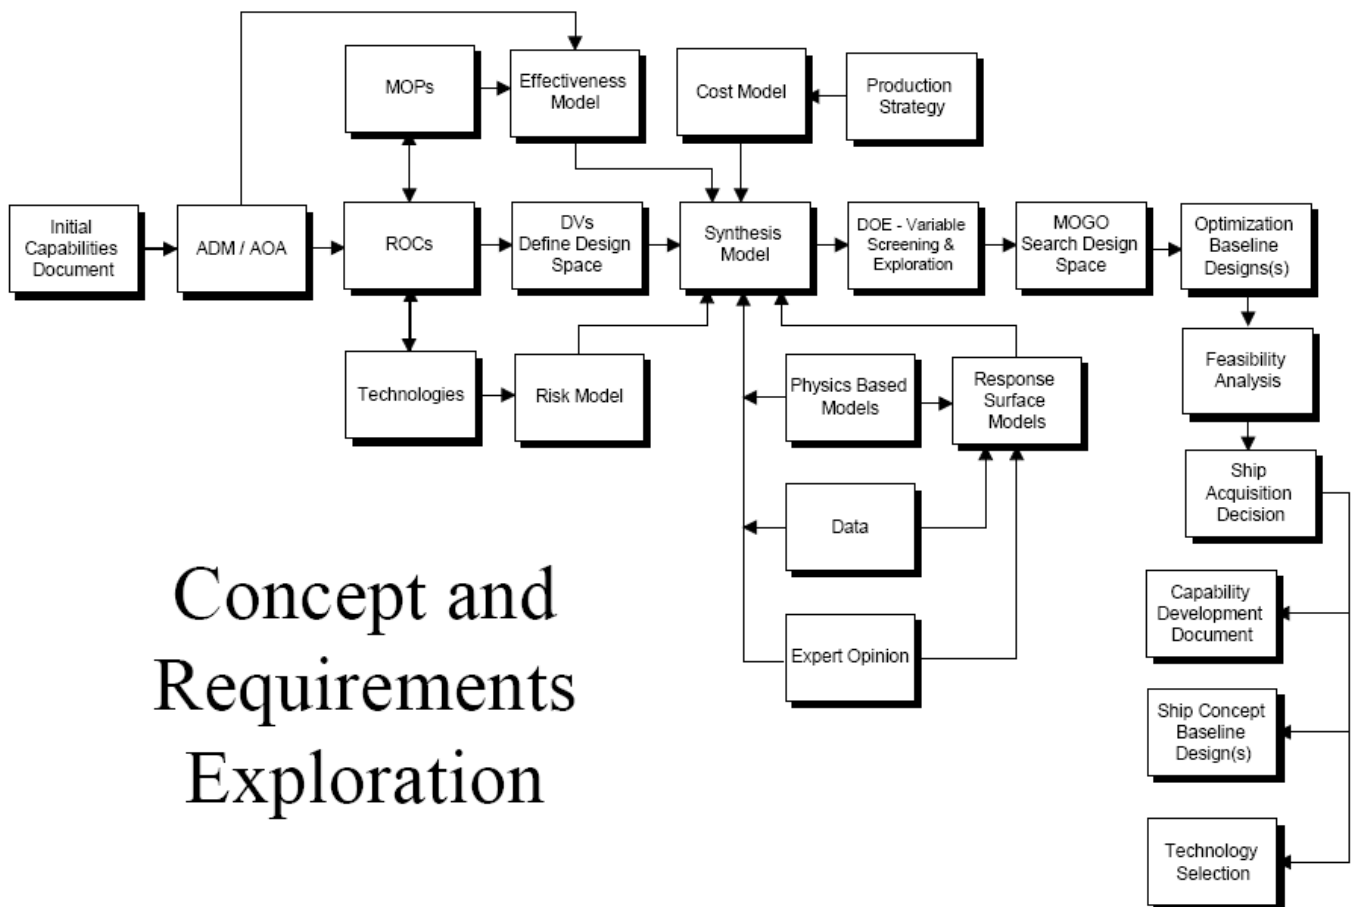 MOPs
Effectiveness
Model
Cost Model
Production
Strategy
Initial
Capabilities
Document
ADM / AOA
ROCs
DVs
Define Design
Space
Synthesis
Model
DOE - Variable
Screening &
Exploration
MOGO
Search Design
Space
Optimization
Baseline
Designs(s)
Technologies
Risk Model
Physics Based
Models
Response
Surface
Models
Feasibility
Analysis
Data
Ship
Acquisition
Decision
Expert Opinion
Capability
Development
Document
Ship Concept
Baseline
Design(s)
Technology
Selection
Concept and
Requirements
Exploration